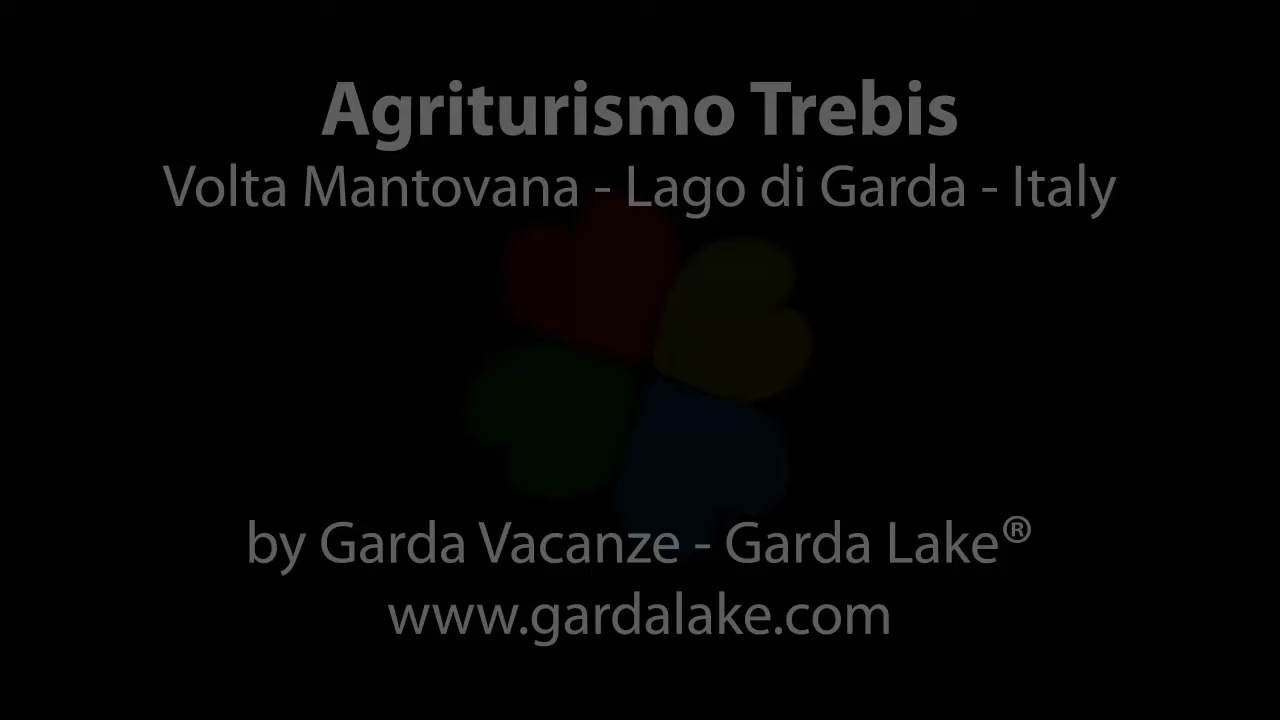 Agriturismo Trebis
Volta Mantovana - Lago di Garda - Italy
by Garda Vacanze - Garda Lake®
www.gardalake.com